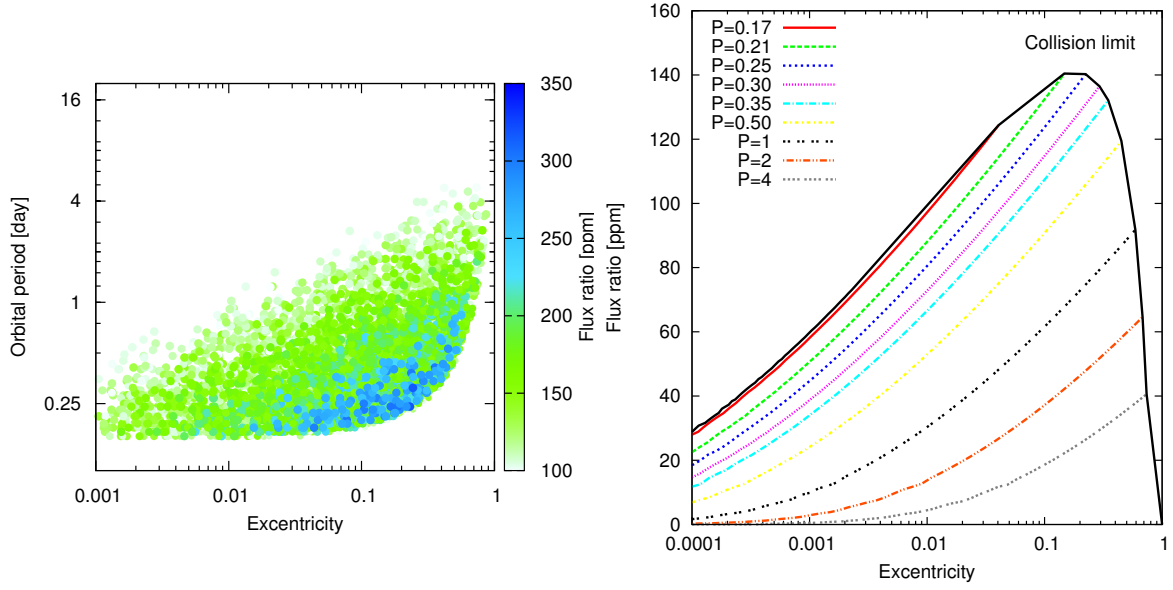 16
4
1
0.25
Orbital period [day]
0.001
0.01
0.1
1
Excentricity
350
300
250
200
150
100
Flux ratio [ppm]
160
140
120
100
80
60
40
20
0
Flux ratio [ppm]
P=0.17
P=0.21
P=0.25
P=0.30
P=0.35
P=0.50
P=1
P=2
P=4
Collision limit
0.0001
0.001
0.01
0.1
1
Excentricity